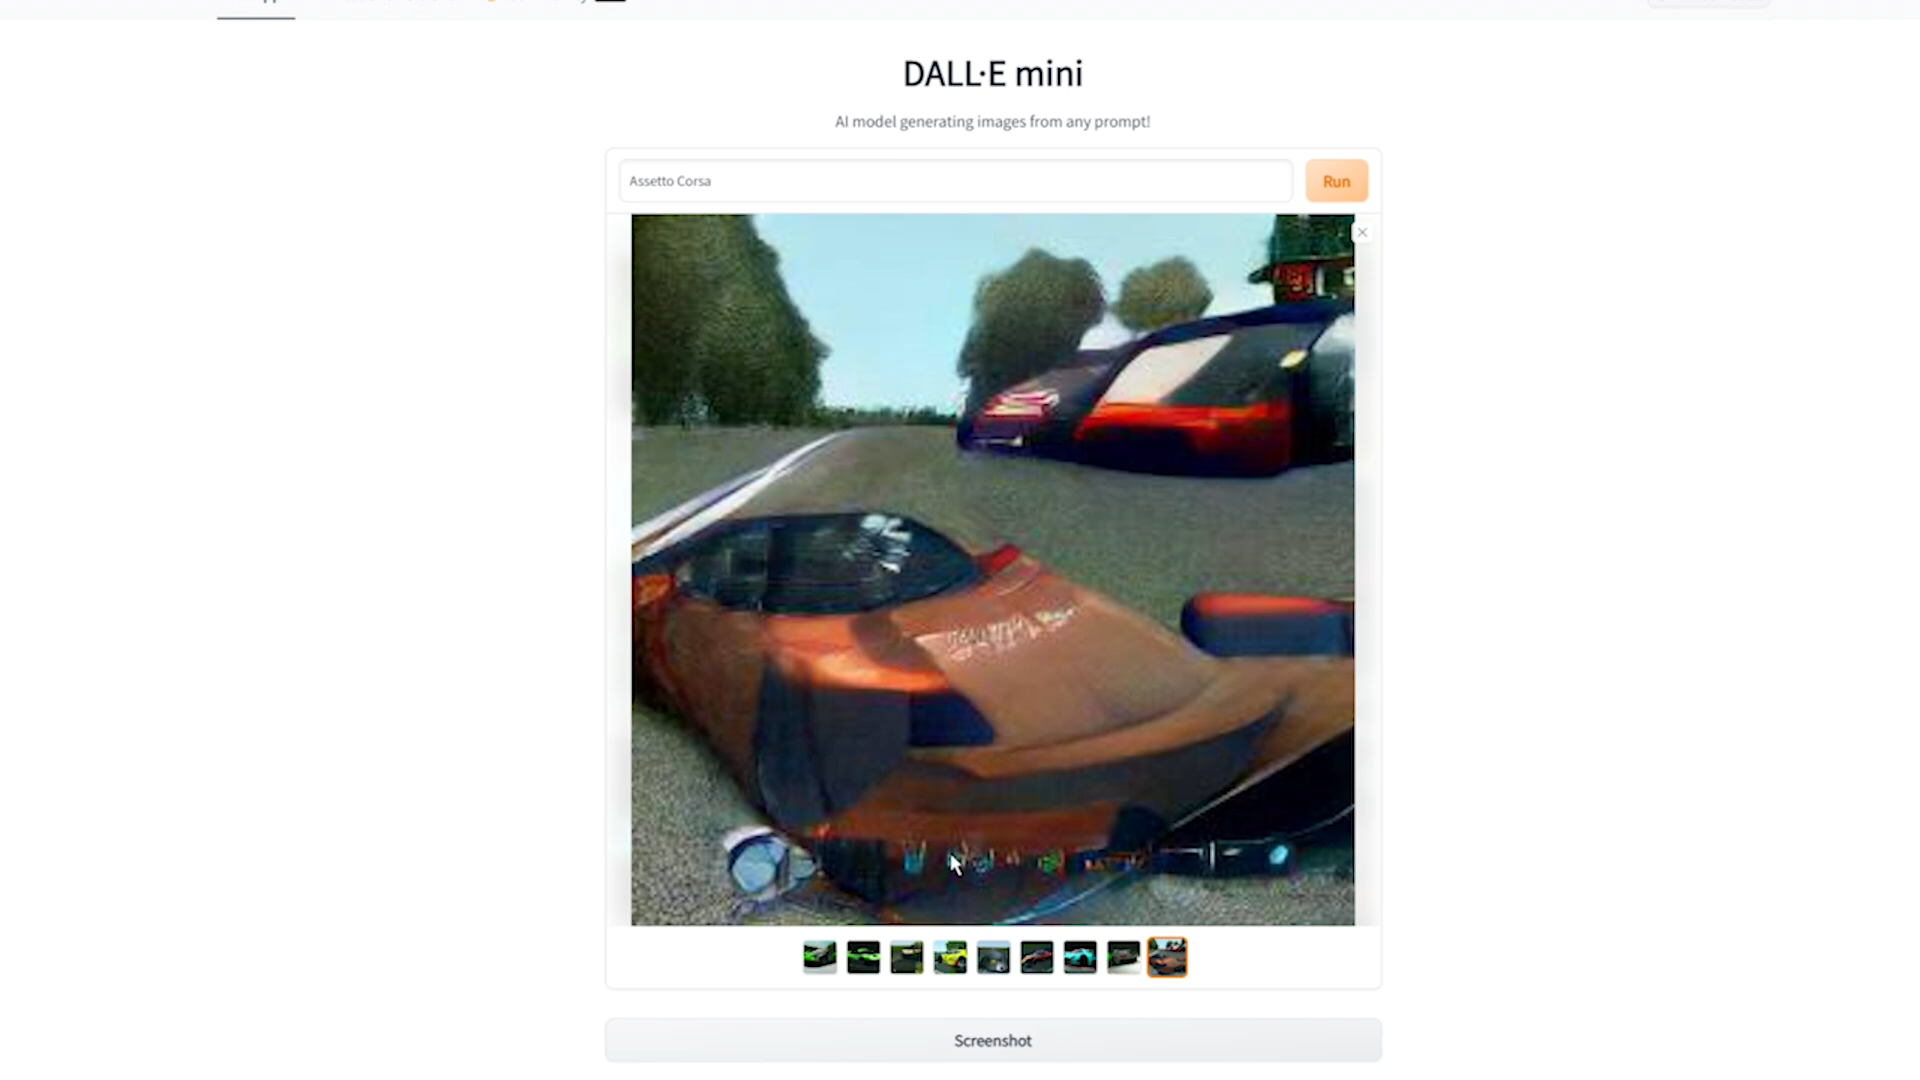 DALL·E mini
AI model generating images from any prompt!
Assetto Corsa
Run
Screenshot